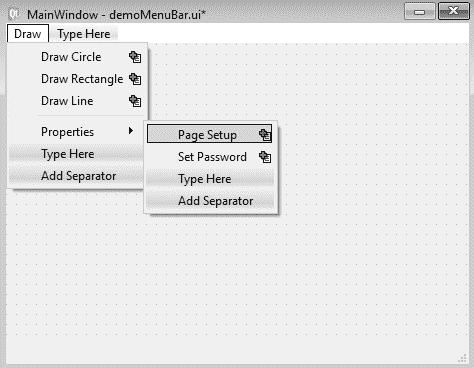 MainWindow - demoMenuBar.ui*
Draw Type Here
Draw Circle
Draw Rectangle
Draw Line
Properties
Type Here
Add Separator
Page Setup
Set Password
Type Here
Add Separator